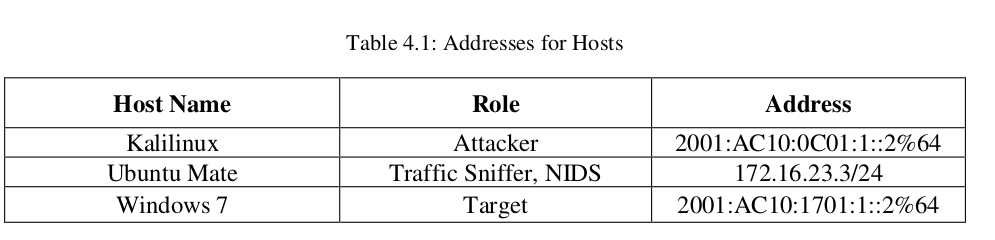 Table 4.1: Addresses for Hosts
Host Name Role Address
Kalilinux Attacker 2001:AC10:0C01:1::2%64
Ubuntu Mate Traffic Sniffer, NIDS 172.16.23.3/24
Windows 7 Target 2001:AC10:1701:1::2%64